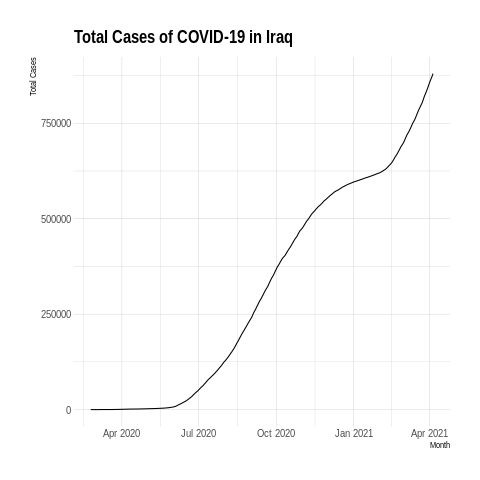 Total Cases of COVID-19 in Iraq
Total Cases
750000
500000
250000
0
Apr 2020 Jul 2020 Oct 2020 Jan 2021 Apr 2021
Month